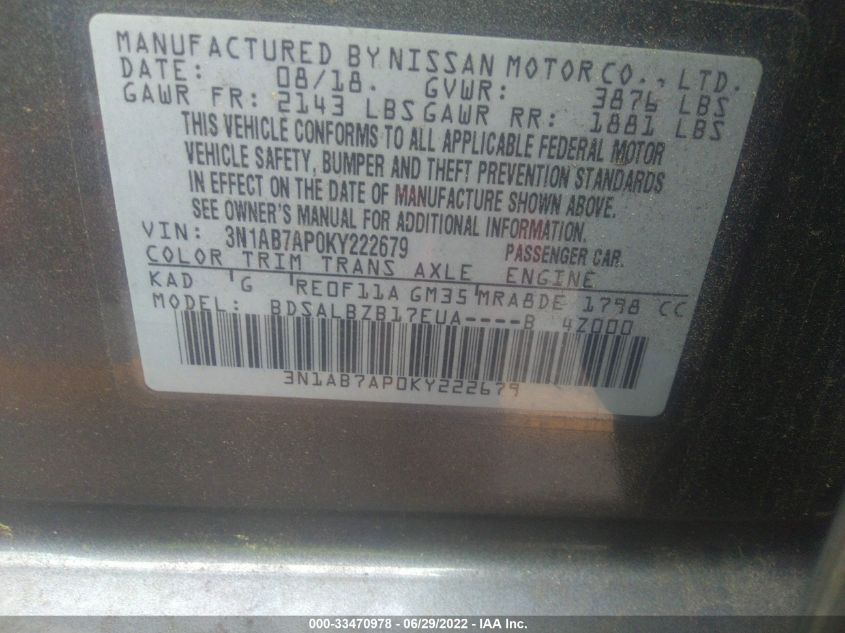 MANUFACTURED BY NISSAN MOTOR CO., LTD.
DATE: 08/18. GVWR: 3876 LBS
GAWR FR: 2143 LBS GAWR RR: 1881 LBS
THIS VEHICLE CONFORMS TO ALL APPLICABLE FEDERAL MOTOR
VEHICLE SAFETY, BUMPER AND THEFT PREVENTION STANDARDS
IN EFFECT ON THE DATE OF MANUFACTURE SHOWN ABOVE.
SEE OWNER'S MANUAL FOR ADDITIONAL INFORMATION.
VIN: 3N1AB7AP0KY222679 PASSENGER CAR.
COLOR TRIM TRANS AXLE ENGINE
KAD G RE0F11A GM35 MRA8DE 1798 CC
MODEL: BDSALBZB17EUA----B 4Z000
3N1AB7AP0KY222679
000-33470978 - 06/29/2022 - IAA Inc.